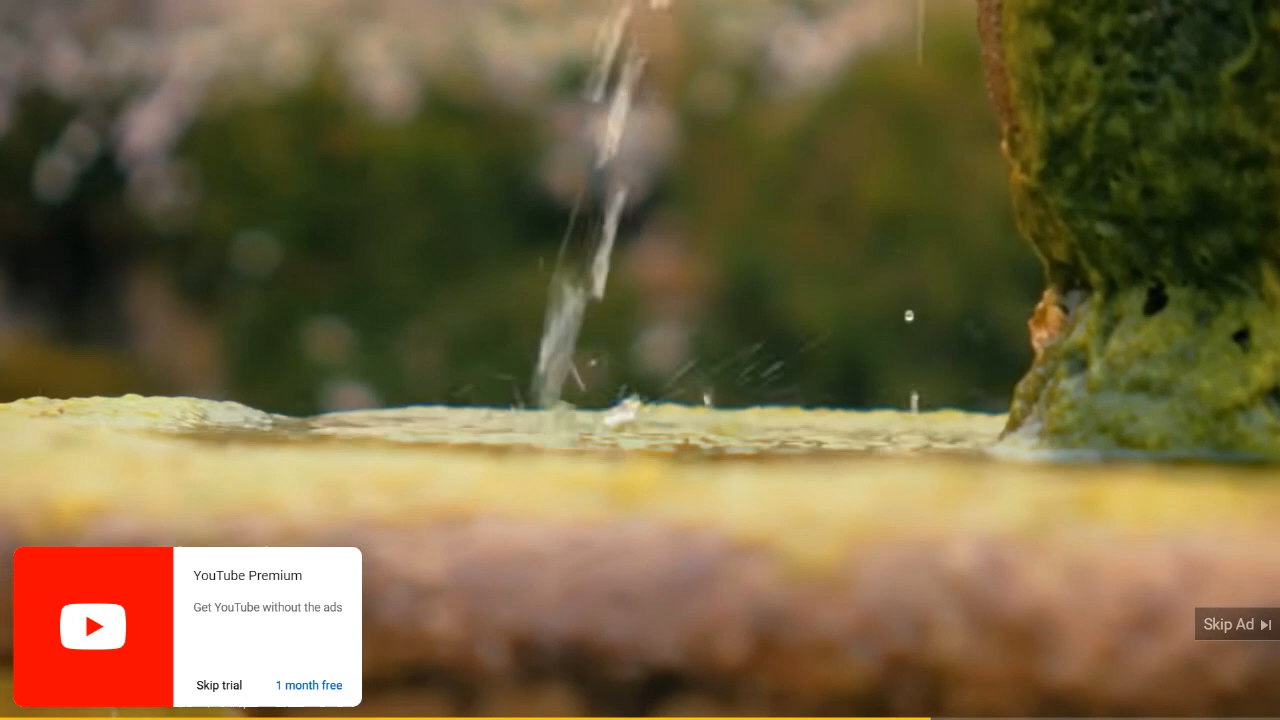 YouTube Premium
Get YouTube without the ads
Skip trial
1 month free
Skip Ad